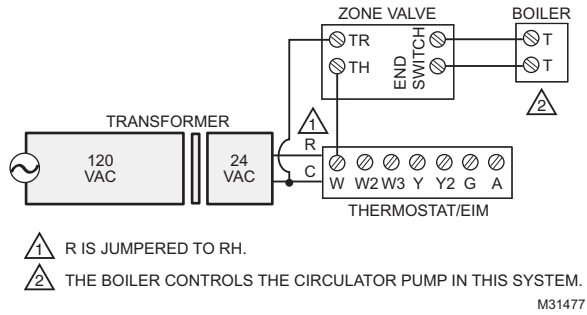 ZONE VALVE
BOILER
TR
TH
END
SWITCH
T
T
2
TRANSFORMER
1
120
VAC
24
VAC
R
C
W W2 W3 Y Y2 G A
THERMOSTAT/EIM
1 R IS JUMPERED TO RH.
2 THE BOILER CONTROLS THE CIRCULATOR PUMP IN THIS SYSTEM.
M31477